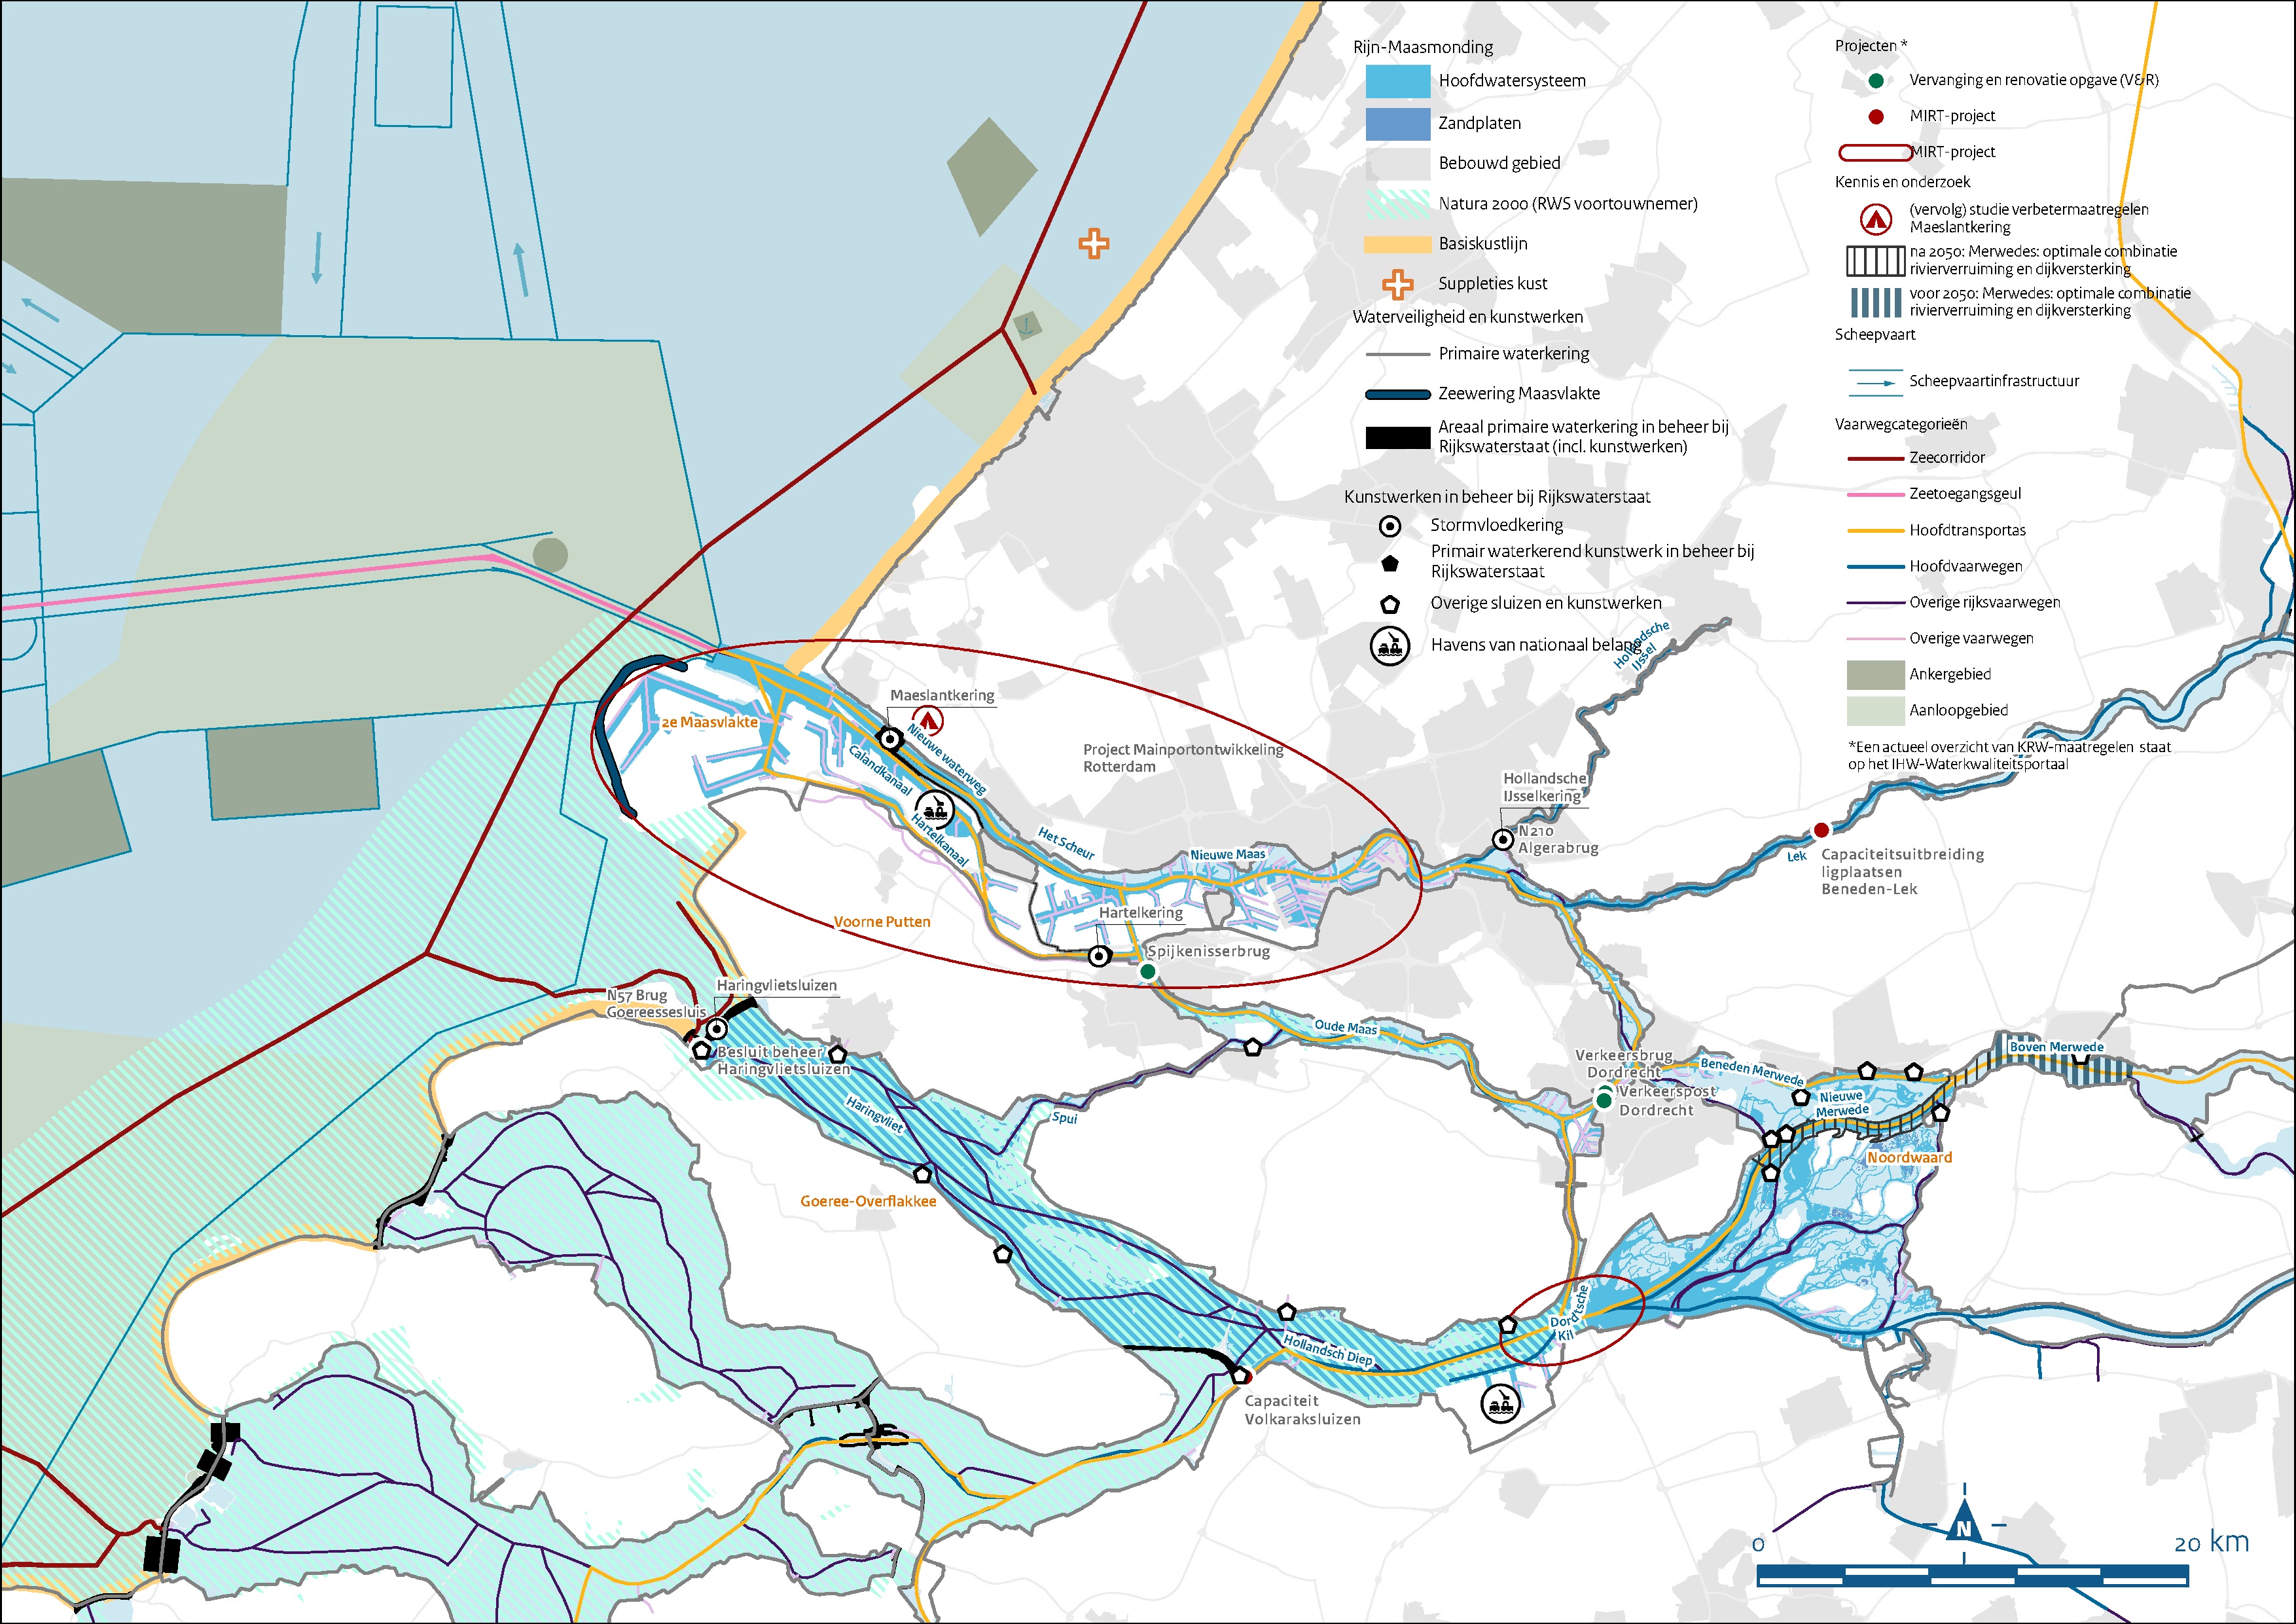 Rijn-Maasmonding
Hoofdwatersysteem
Zandplaten
Bebouwd gebied
Natura 2000 (RWS voortouwnemer)
Basiskustlijn
Suppleties kust
Waterveiligheid en kunstwerken
Primaire waterkering
Zeewering Maasvlakte
Areaal primaire waterkering in beheer bij
Rijkswaterstaat (incl. kunstwerken)
Kunstwerken in beheer bij Rijkswaterstaat
Stormvloedkering
Primair waterkerend kunstwerk in beheer bij
Rijkswaterstaat
Overige sluizen en kunstwerken
Havens van nationaal belang
Projecten *
Vervanging en renovatie opgave (V&R)
MIRT-project
MIRT-project
Kennis en onderzoek
(vervolg) studie verbetermaatregelen
Maeslantkering
na 2050: Merwedes: optimale combinatie
rivierverruiming en dijkversterking
voor 2050: Merwedes: optimale combinatie
rivierverruiming en dijkversterking
Scheepvaart
Scheepvaartinfrastructuur
Vaarwegcategorieën
Zeecorridor
Zeetoegangsgeul
Hoofdtransportas
Hoofdvaarwegen
Overige rijksvaarwegen
Overige vaarwegen
Ankergebied
Aanloopgebied
*Een actueel overzicht van KRW-maatregelen staat
op het IHW-Waterkwaliteitsportaal
Hollandsche
IJssel
Maeslantkering
2e Maasvlakte
Nieuwe waterweg
Calandkanaal
Hartelkanaal
Project Mainportontwikkeling
Rotterdam
Hollandsche
IJsselkering
N210
Algerabrug
Het Scheur
Nieuwe Maas
Lek
Capaciteitsuitbreiding
ligplaatsen
Beneden-Lek
Voorne Putten
Hartelkering
Spijkenisserbrug
Haringvlietsluizen
N57 Brug
Goereessesluis
Besluit beheer
Haringvlietsluizen
Oude Maas
Verkeersbrug
Dordrecht
Verkeerspost
Dordrecht
Beneden Merwede
Boven Merwede
Nieuwe
Merwede
Haringvliet
Spui
Noordwaard
Goeree-Overflakkee
Dordtsche
Kil
Hollandsch Diep
Capaciteit
Volkaraksluizen
N
0
20 km